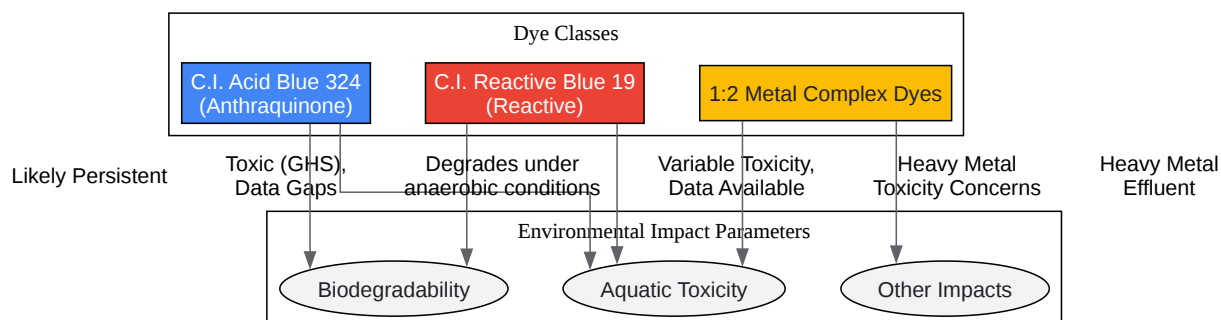 Dye Classes
C.I. Acid Blue 324
(Anthraquinone)
C.I. Reactive Blue 19
(Reactive)
1:2 Metal Complex Dyes
Likely Persistent
Toxic (GHS),
Data Gaps
Degrades under
anaerobic conditions
Variable Toxicity,
Data Available
Heavy Metal
Toxicity Concerns
Heavy Metal
Effluent
Environmental Impact Parameters
Biodegradability
Aquatic Toxicity
Other Impacts